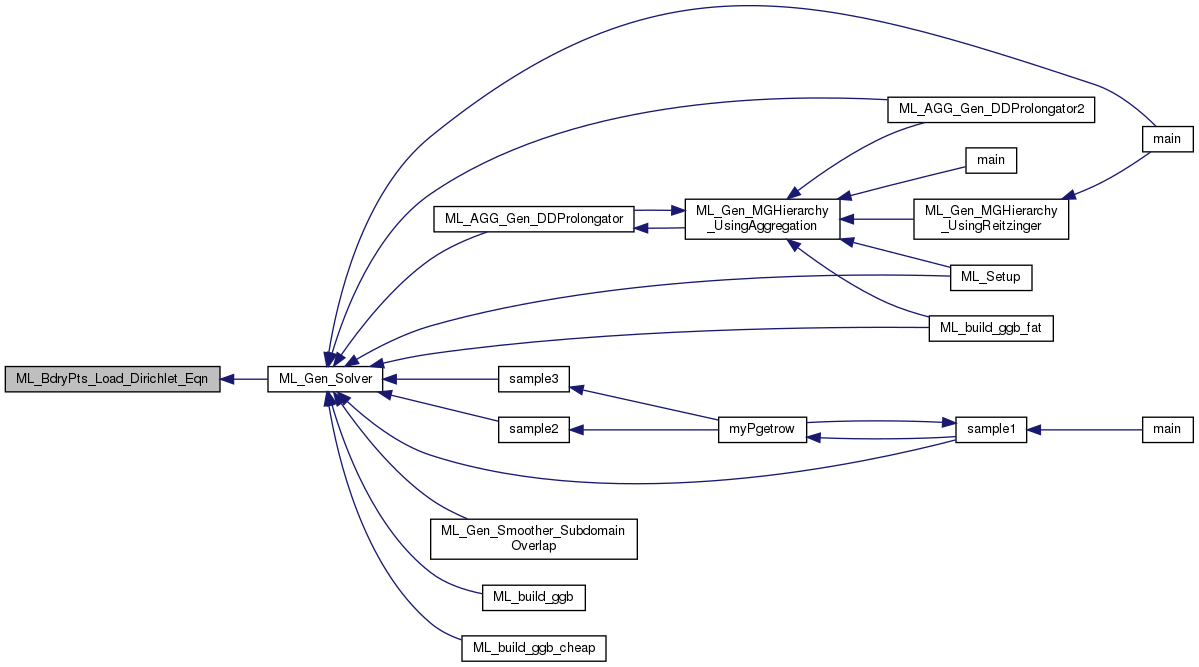 ML_BdryPts_Load_Dirichlet_Eqn
ML_Gen_Solver
main
ML_AGG_Gen_DDProlongator2
main
ML_AGG_Gen_DDProlongator
ML_Gen_MGHierarchy
_UsingAggregation
ML_Gen_MGHierarchy
_UsingReitzinger
ML_Setup
ML_build_ggb_fat
sample3
sample2
myPgetrow
sample1
main
ML_Gen_Smoother_Subdomain
Overlap
ML_build_ggb
ML_build_ggb_cheap